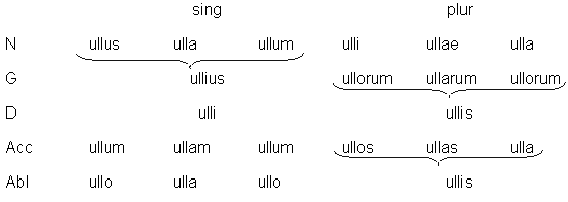 sing plur
N ullus ulla ullum ulli ullae ulla
G ullius ullorum ullarum ullorum
D ulli ullis
Acc ullum ullam ullum ullos ullas ulla
Abl ullo ulla ullo ullis